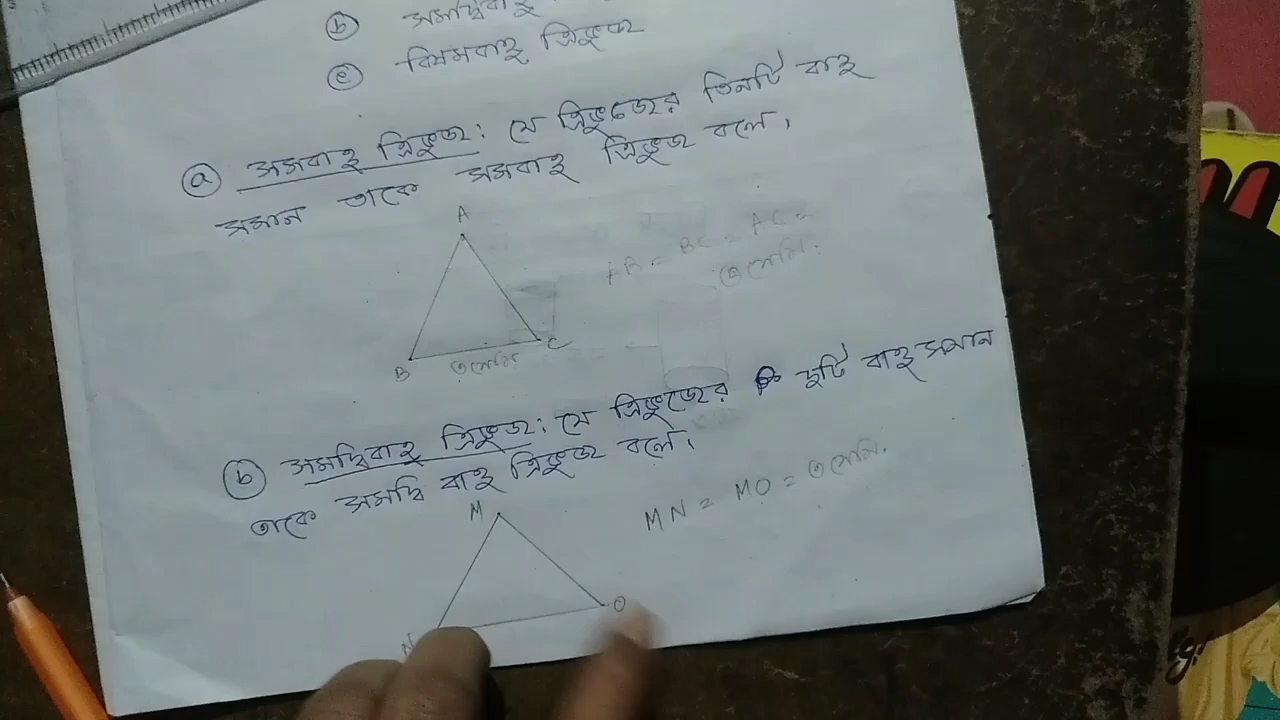 (b) সমদ্বিবাহু
(c) বিষমবাহু ত্রিভুজ
(a) সমবাহু ত্রিভুজ: যে ত্রিভুজের তিনটি বাহু
সমান তাকে সমবাহু ত্রিভুজ বলে।
A
AB = BC = AC =
৩ সেমি.
B ৩ সেমি C
(b) সমদ্বিবাহু ত্রিভুজ: যে ত্রিভুজের দুটি বাহু সমান
তাকে সমদ্বি বাহু ত্রিভুজ বলে।
M
MN = MO = ৩ সেমি.
N O